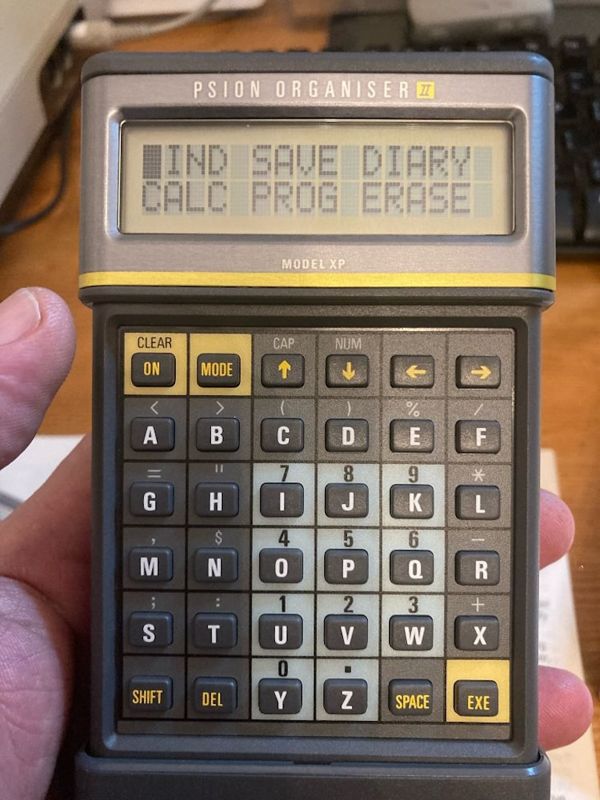 PSION ORGANISER II
IND SAVE DIARY
CALC PROG ERASE
MODEL XP
CLEAR CAP NUM
ON MODE ↑ ↓ ← →
< > ( ) % /
A B C D E F
= " 7 8 9 *
G H I J K L
, $ 4 5 6 -
M N O P Q R
; : 1 2 3 +
S T U V W X
0 .
SHIFT DEL Y Z SPACE EXE